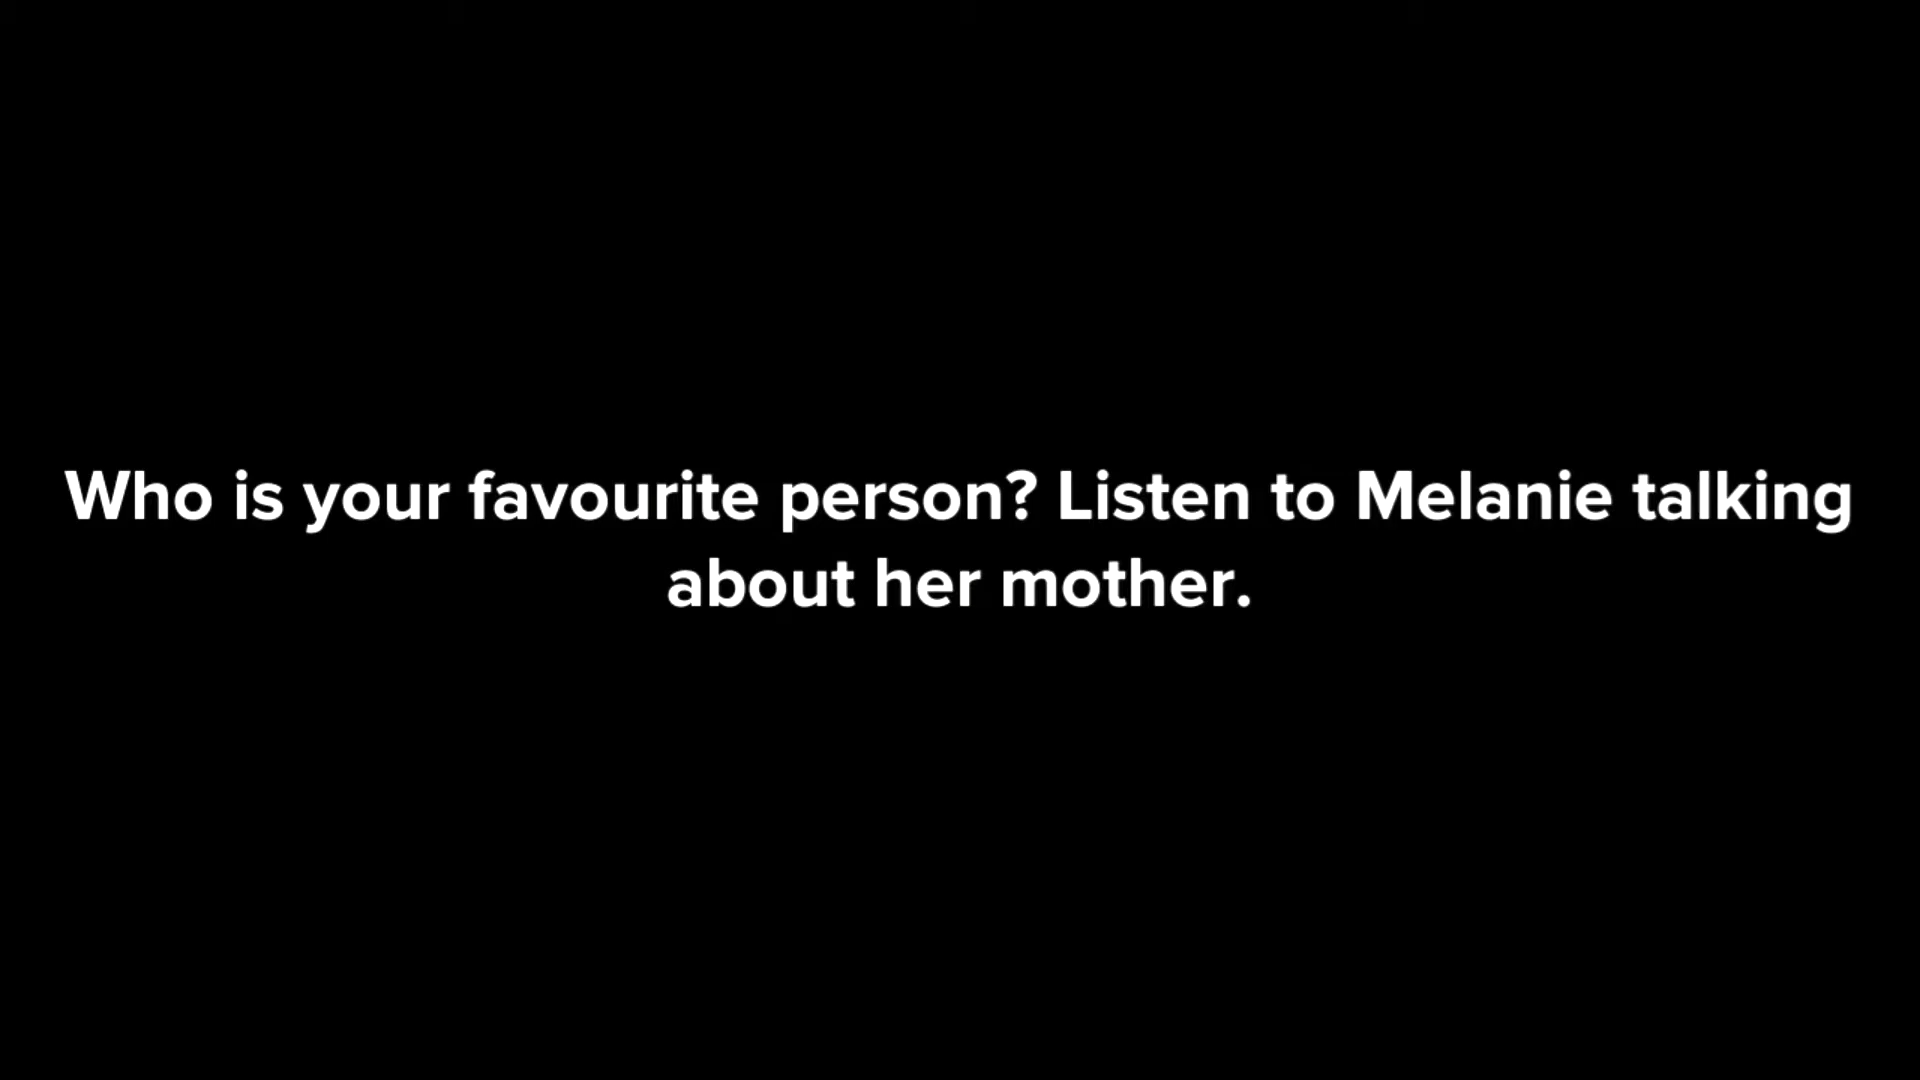 Who is your favourite person? Listen to Melanie talking
about her mother.